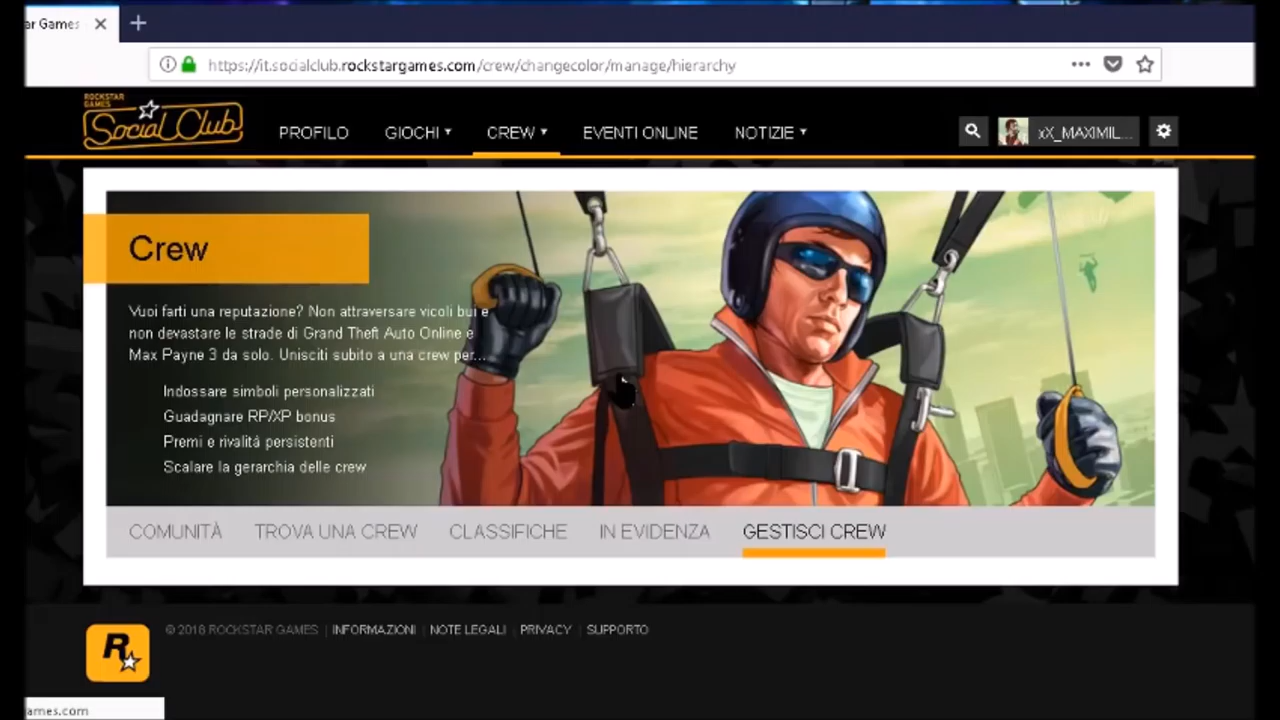 ar Games
https://it.socialclub.rockstargames.com/crew/changecolor/manage/hierarchy
ROCKSTAR
GAMES
Social Club
PROFILO GIOCHI CREW EVENTI ONLINE NOTIZIE xX_MAXIMIL...
Crew
Vuoi farti una reputazione? Non attraversare vicoli bui e
non devastare le strade di Grand Theft Auto Online e
Max Payne 3 da solo. Unisciti subito a una crew per...
Indossare simboli personalizzati
Guadagnare RP/XP bonus
Premi e rivalità persistenti
Scalare la gerarchia delle crew
COMUNITÀ TROVA UNA CREW CLASSIFICHE IN EVIDENZA GESTISCI CREW
© 2018 ROCKSTAR GAMES | INFORMAZIONI | NOTE LEGALI | PRIVACY | SUPPORTO
R
ames.com